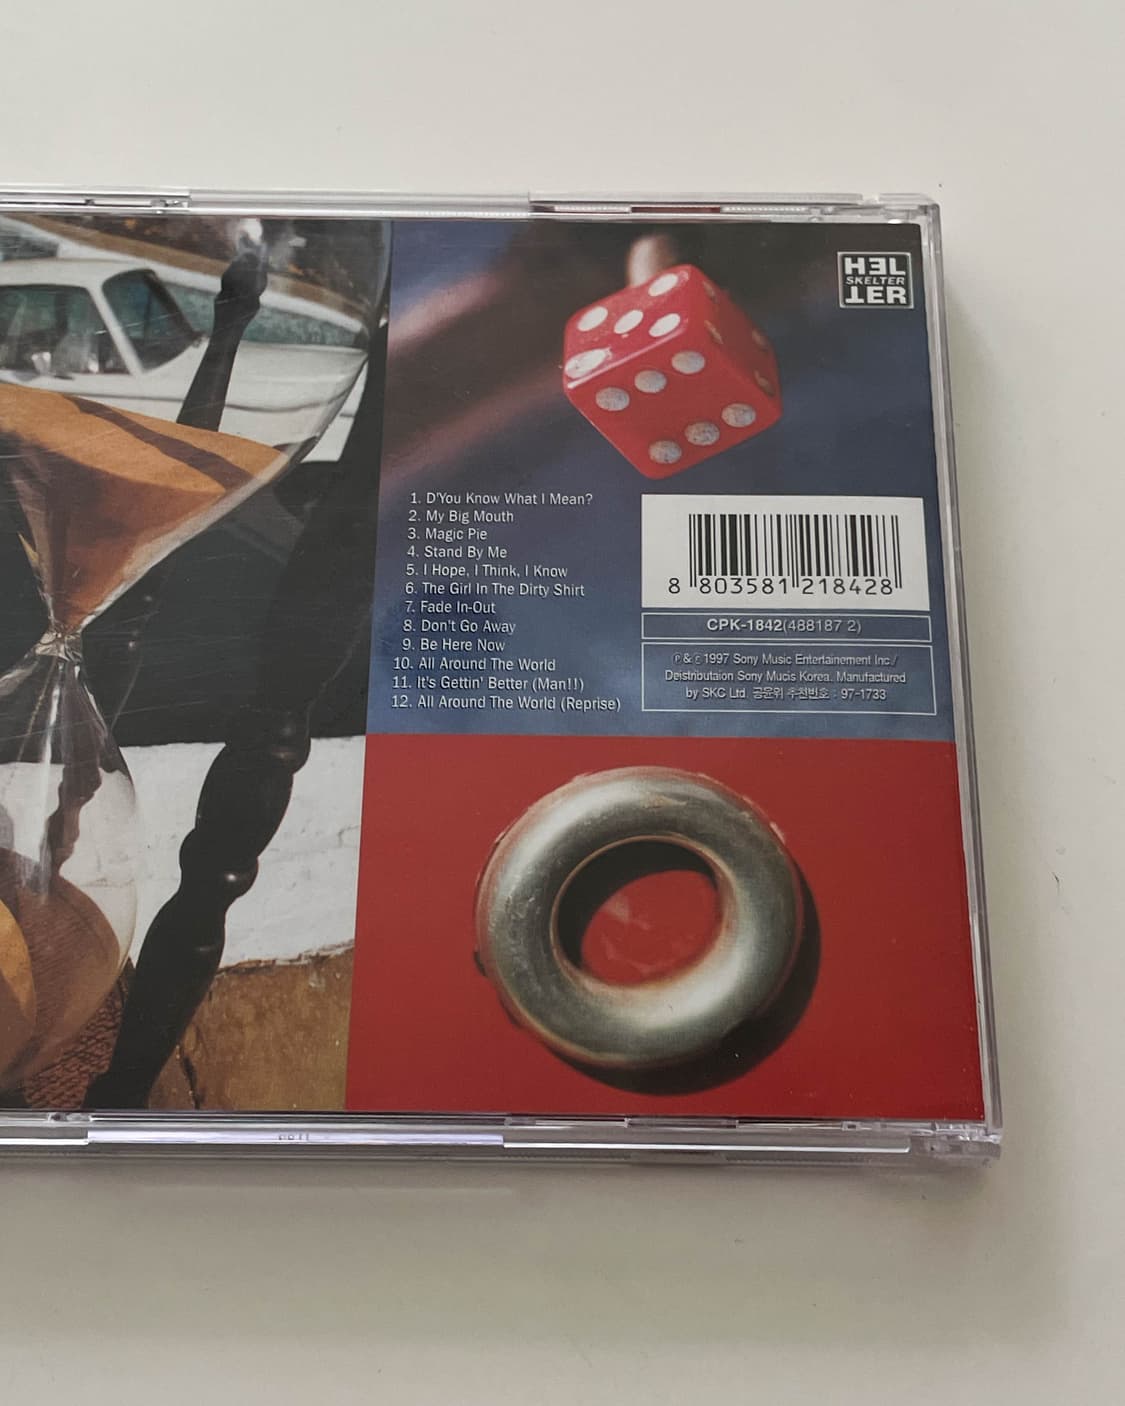 HEL
SKELTER
TER
1. D'You Know What I Mean?
2. My Big Mouth
3. Magic Pie
4. Stand By Me
5. I Hope, I Think, I Know
6. The Girl In The Dirty Shirt
7. Fade In-Out
8. Don't Go Away
9. Be Here Now
10. All Around The World
11. It's Gettin' Better (Man!!)
12. All Around The World (Reprise)
8 803581 218428
CPK-1842(488187 2)
℗ & © 1997 Sony Music Entertainement Inc./
Deistributaion Sony Mucis Korea. Manufactured
by SKC Ltd. 공윤위 추천번호 : 97-1733